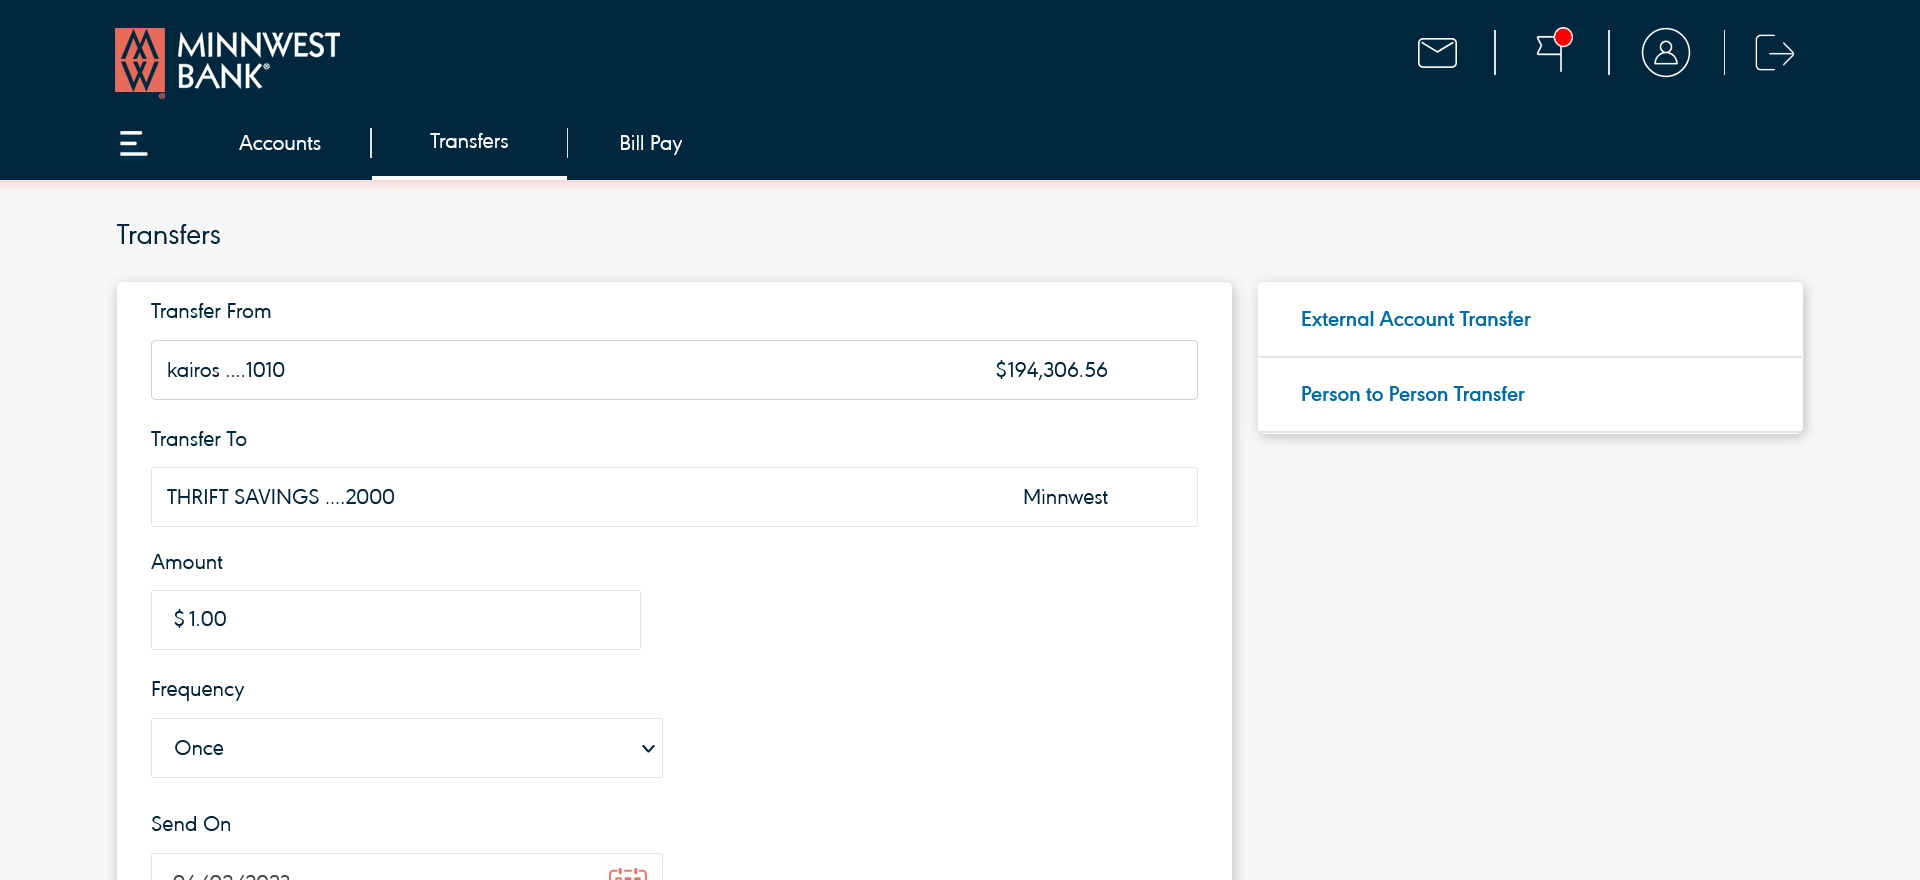 MINNWEST
BANK®
Accounts
Transfers
Bill Pay
Transfers
Transfer From
kairos ....1010 $194,306.56
Transfer To
THRIFT SAVINGS ....2000 Minnwest
Amount
$ 1.00
Frequency
Once
Send On
External Account Transfer
Person to Person Transfer